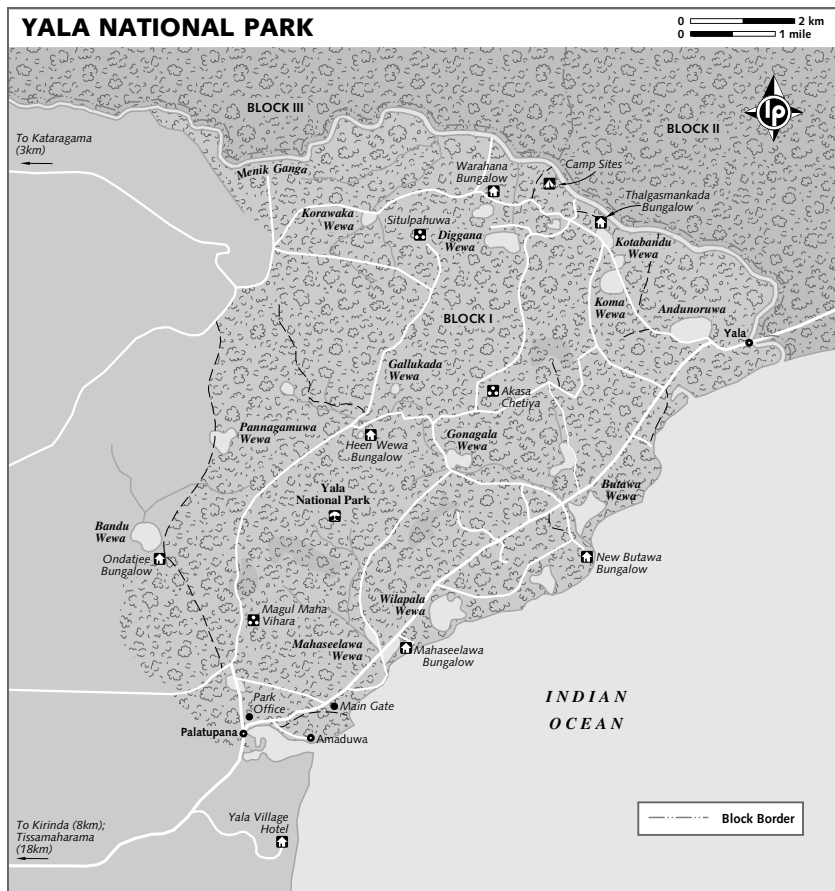 YALA NATIONAL PARK
0 2 km
0 1 mile
BLOCK III
BLOCK II
lp
To Kataragama
(3km)
Menik Ganga
Warahana
Bungalow
Camp Sites
Thalgasmankada
Bungalow
Korawaka
Wewa
Situlpahuwa
Diggana
Wewa
Kotabandu
Wewa
Koma
Wewa
Andunoruwa
BLOCK I
Yala
Gallukada
Wewa
Akasa
Chetiya
Pannagamuwa
Wewa
Heen Wewa
Bungalow
Gonagala
Wewa
Yala
National Park
Butawa
Wewa
Bandu
Wewa
Ondatjee
Bungalow
New Butawa
Bungalow
Magul Maha
Vihara
Wilapala
Wewa
Mahaseelawa
Wewa
Mahaseelawa
Bungalow
Park
Office
Main Gate
INDIAN
OCEAN
Palatupana
Amaduwa
To Kirinda (8km);
Tissamaharama
(18km)
Yala Village
Hotel
Block Border